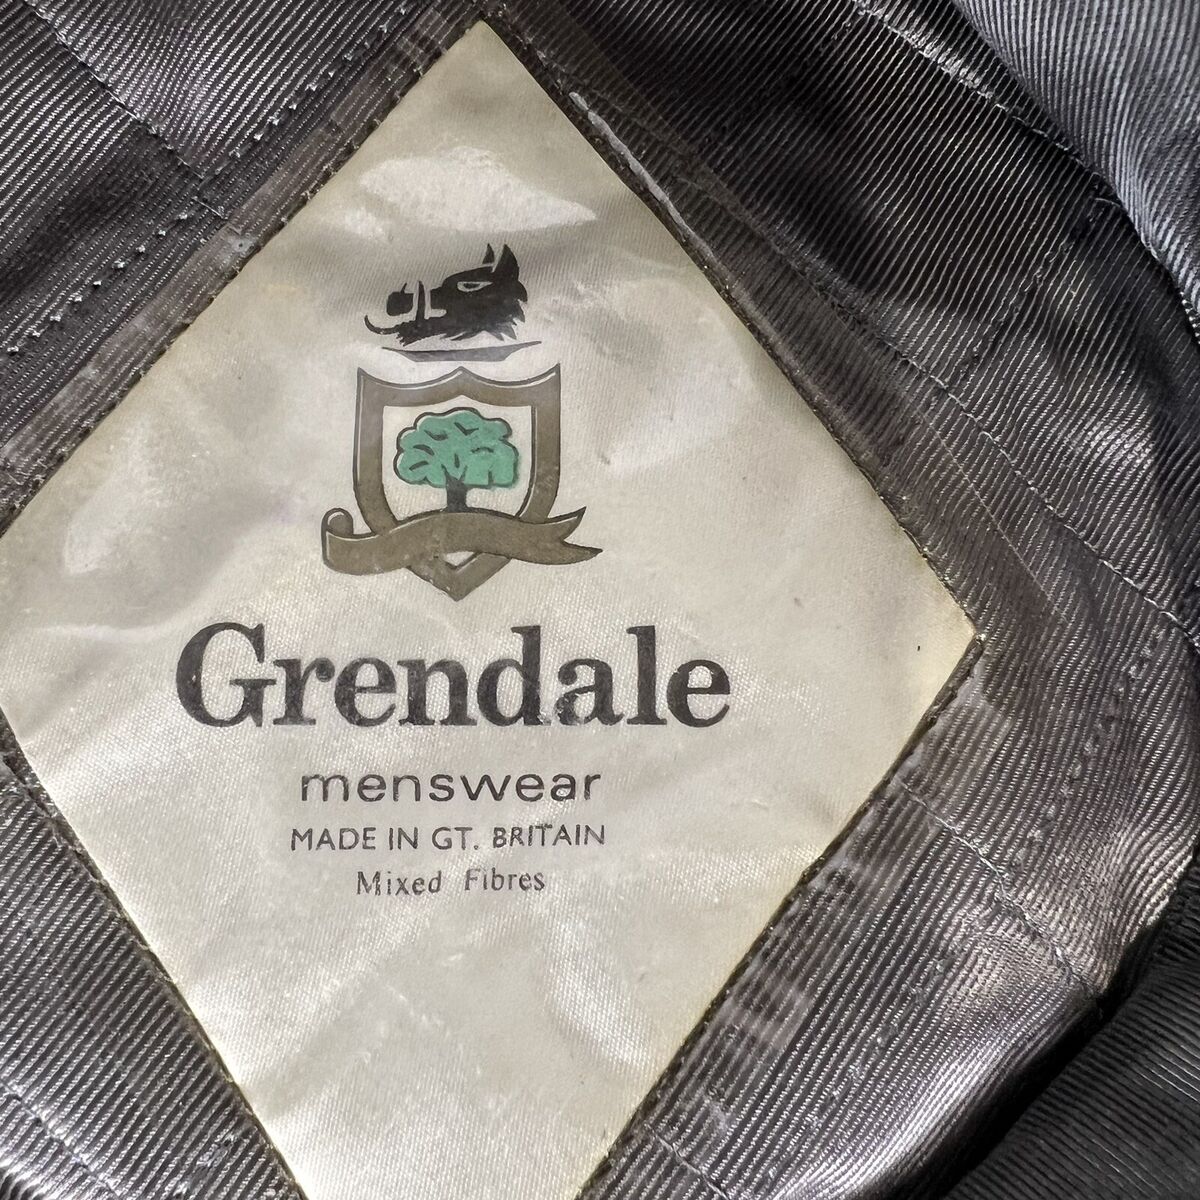 Grendale
menswear
MADE IN GT. BRITAIN
Mixed Fibres